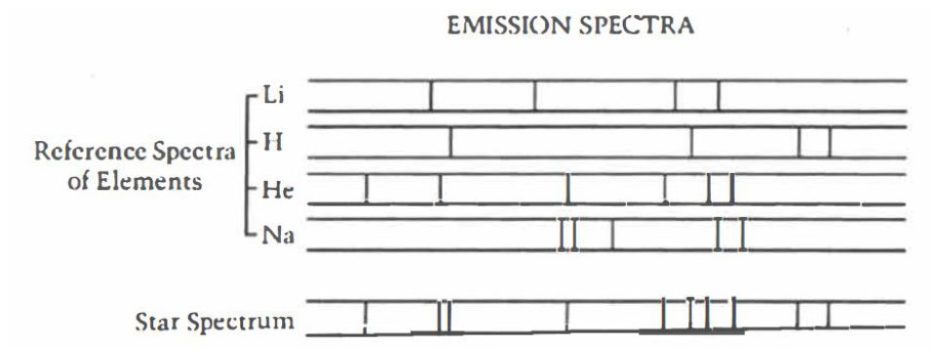 EMISSION SPECTRA
Li
H
Reference Spectra
of Elements
He
Na
Star Spectrum